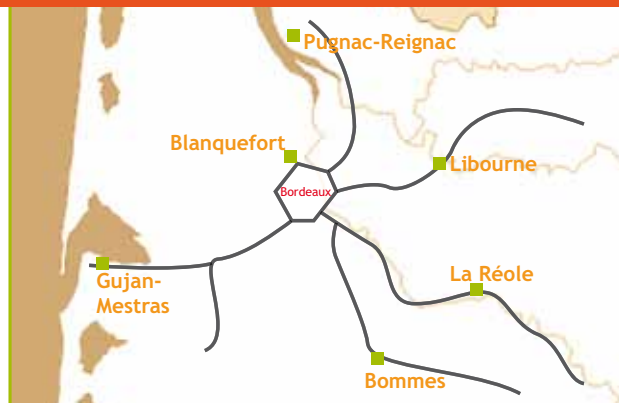 Pugnac-Reignac
Blanquefort
Libourne
Bordeaux
La Réole
Gujan-
Mestras
Bommes